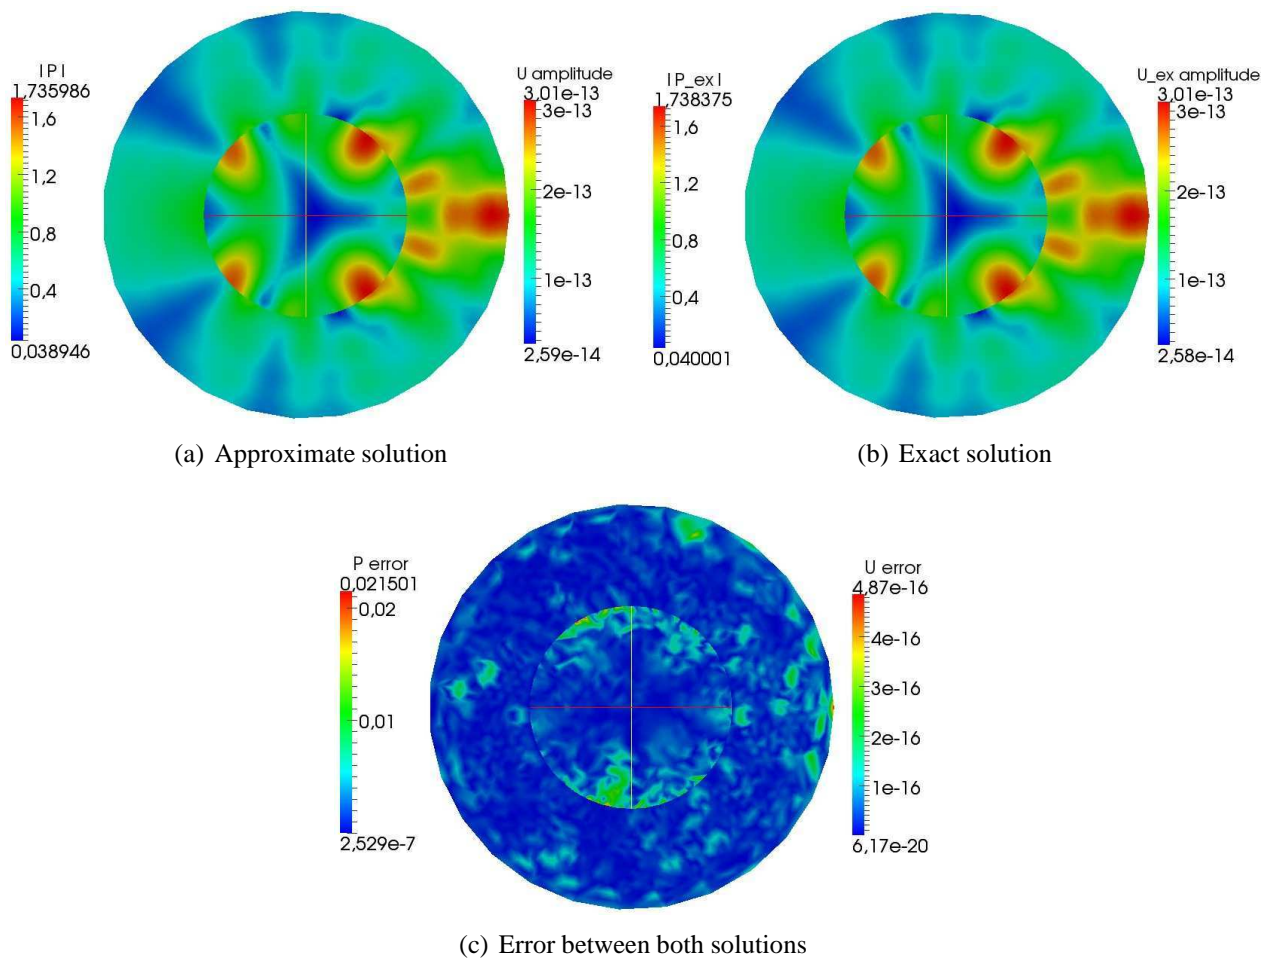 |P|
1,735986
1,6
1,2
0,8
0,4
0,038946
U amplitude
3,01e-13
3e-13
2e-13
1e-13
2,59e-14
(a) Approximate solution
|P_ex|
1,738375
1,6
1,2
0,8
0,4
0,040001
U_ex amplitude
3,01e-13
3e-13
2e-13
1e-13
2,58e-14
(b) Exact solution
P error
0,021501
0,02
0,01
2,529e-7
U error
4,87e-16
4e-16
3e-16
2e-16
1e-16
6,17e-20
(c) Error between both solutions